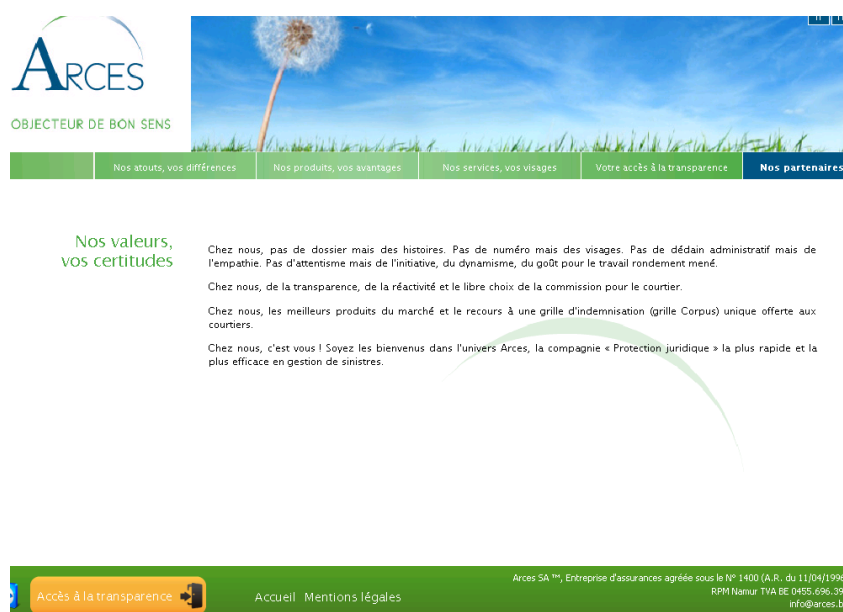 ARCES
OBJECTEUR DE BON SENS
Nos atouts, vos différences
Nos produits, vos avantages
Nos services, vos visages
Votre accès à la transparence
Nos partenaires
Nos valeurs,
vos certitudes
Chez nous, pas de dossier mais des histoires. Pas de numéro mais des visages. Pas de dédain administratif mais de
l'empathie. Pas d'attentisme mais de l'initiative, du dynamisme, du goût pour le travail rondement mené.
Chez nous, de la transparence, de la réactivité et le libre choix de la commission pour le courtier.
Chez nous, les meilleurs produits du marché et le recours à une grille d'indemnisation (grille Corpus) unique offerte aux
courtiers.
Chez nous, c'est vous ! Soyez les bienvenus dans l'univers Arces, la compagnie « Protection juridique » la plus rapide et la
plus efficace en gestion de sinistres.
Accès à la transparence
Accueil Mentions légales
Arces SA ™, Entreprise d'assurances agréée sous le N° 1400 (A.R. du 11/04/1996
RPM Namur TVA BE 0455.696.39
info@arces.b